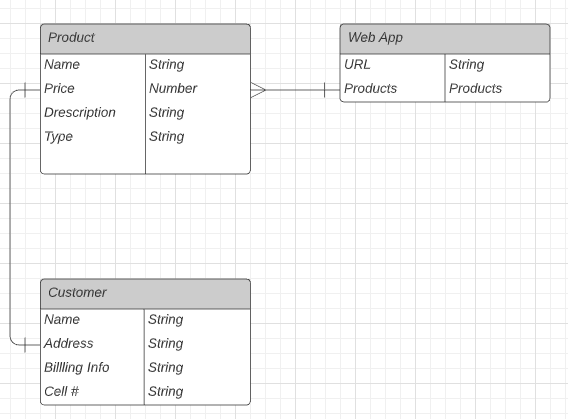 Product
Name String
Price Number
Drescription String
Type String
Web App
URL String
Products Products
Customer
Name String
Address String
Billling Info String
Cell # String